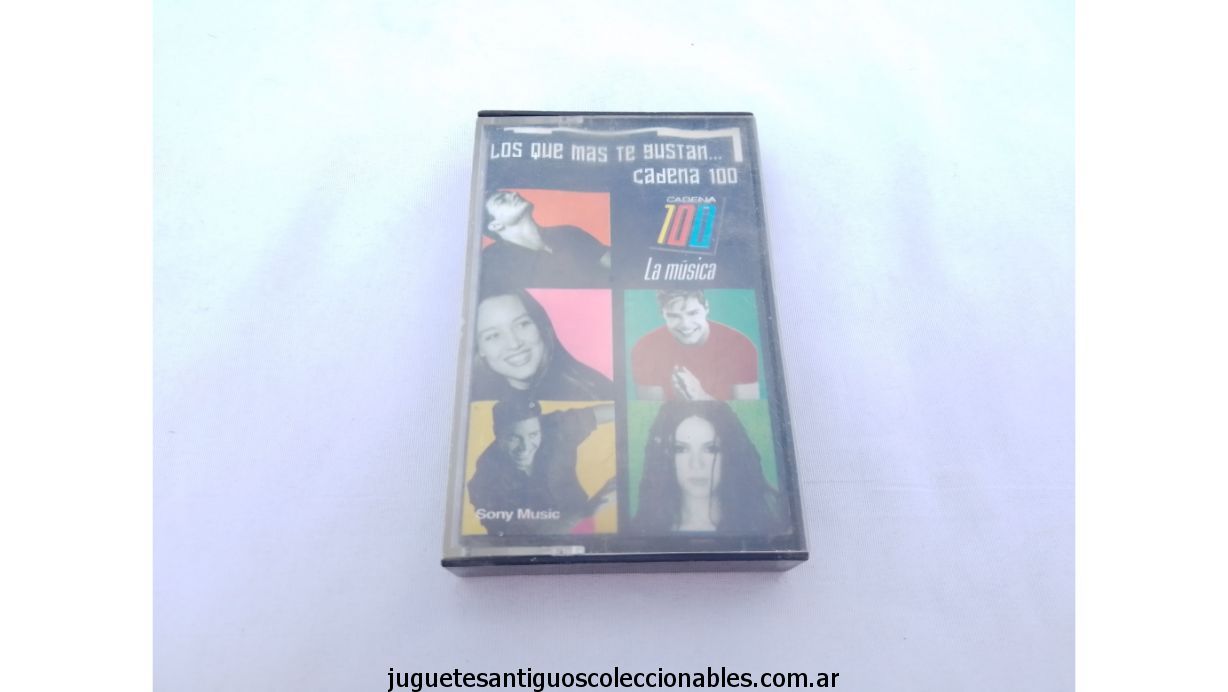 Los que mas te gustan...
cadena 100
CADENA
100
La música
Sony Music
juguetesantiguoscoleccionables.com.ar